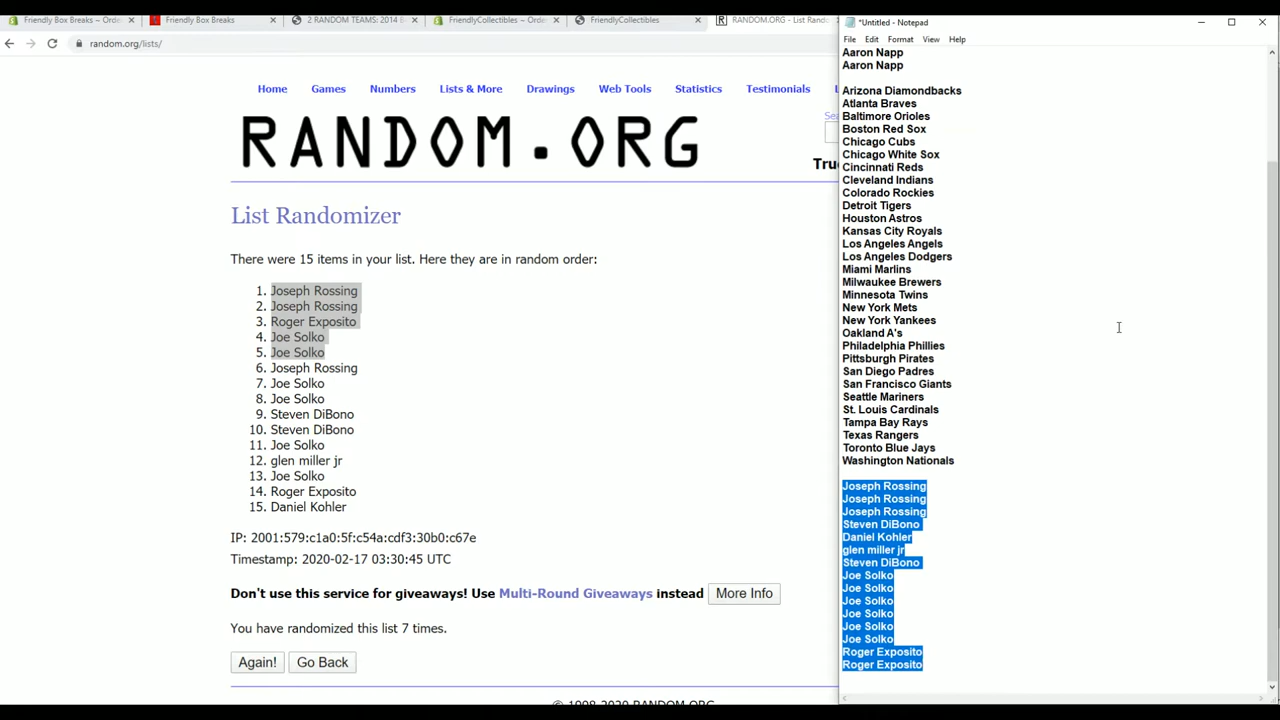 Friendly Box Breaks – Orde
Friendly Box Breaks
2 RANDOM TEAMS: 2014 B
FriendlyCollectibles – Order
FriendlyCollectibles
RANDOM.ORG - List Rando
random.org/lists/
Home
Games
Numbers
Lists & More
Drawings
Web Tools
Statistics
Testimonials
RANDOM.ORG
List Randomizer
There were 15 items in your list. Here they are in random order:
1. Joseph Rossing
2. Joseph Rossing
3. Roger Exposito
4. Joe Solko
5. Joe Solko
6. Joseph Rossing
7. Joe Solko
8. Joe Solko
9. Steven DiBono
10. Steven DiBono
11. Joe Solko
12. glen miller jr
13. Joe Solko
14. Roger Exposito
15. Daniel Kohler
IP: 2001:579:c1a0:5f:c54a:cdf3:30b0:c67e
Timestamp: 2020-02-17 03:30:45 UTC
Don't use this service for giveaways! Use Multi-Round Giveaways instead
More Info
You have randomized this list 7 times.
Again!
Go Back
© 1998-2020 RANDOM.ORG
*Untitled - Notepad
File Edit Format View Help
Aaron Napp
Aaron Napp
Arizona Diamondbacks
Atlanta Braves
Baltimore Orioles
Boston Red Sox
Chicago Cubs
Chicago White Sox
Cincinnati Reds
Cleveland Indians
Colorado Rockies
Detroit Tigers
Houston Astros
Kansas City Royals
Los Angeles Angels
Los Angeles Dodgers
Miami Marlins
Milwaukee Brewers
Minnesota Twins
New York Mets
New York Yankees
Oakland A's
Philadelphia Phillies
Pittsburgh Pirates
San Diego Padres
San Francisco Giants
Seattle Mariners
St. Louis Cardinals
Tampa Bay Rays
Texas Rangers
Toronto Blue Jays
Washington Nationals
Joseph Rossing
Joseph Rossing
Joseph Rossing
Steven DiBono
Daniel Kohler
glen miller jr
Steven DiBono
Joe Solko
Joe Solko
Joe Solko
Joe Solko
Joe Solko
Joe Solko
Roger Exposito
Roger Exposito